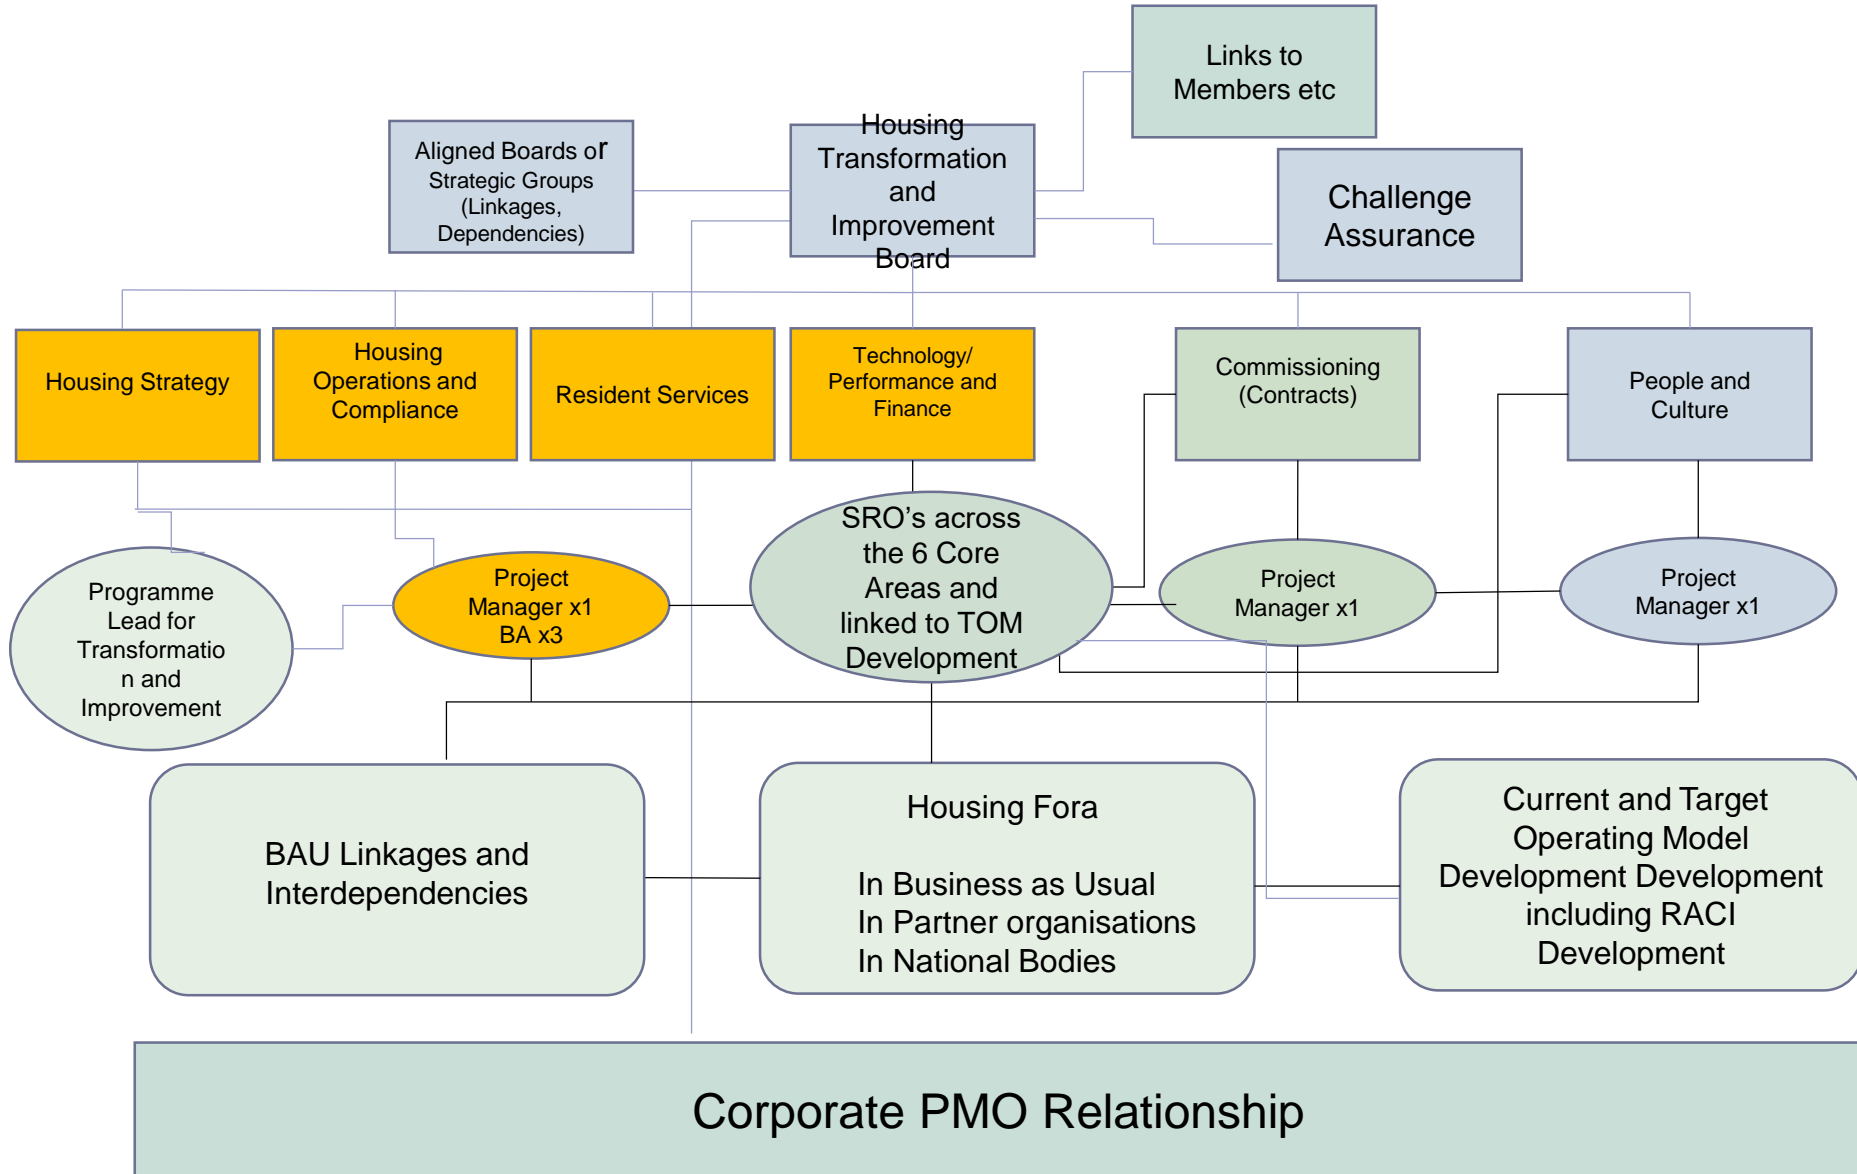 Links to
Members etc
Aligned Boards or
Strategic Groups
(Linkages,
Dependencies)
Housing
Transformation
and
Improvement
Board
Challenge
Assurance
Housing Strategy
Housing
Operations and
Compliance
Resident Services
Technology/
Performance and
Finance
Commissioning
(Contracts)
People and
Culture
Programme
Lead for
Transformatio
n and
Improvement
Project
Manager x1
BA x3
SRO’s across
the 6 Core
Areas and
linked to TOM
Development
Project
Manager x1
Project
Manager x1
BAU Linkages and
Interdependencies
Housing Fora
In Business as Usual
In Partner organisations
In National Bodies
Current and Target
Operating Model
Development Development
including RACI
Development
Corporate PMO Relationship